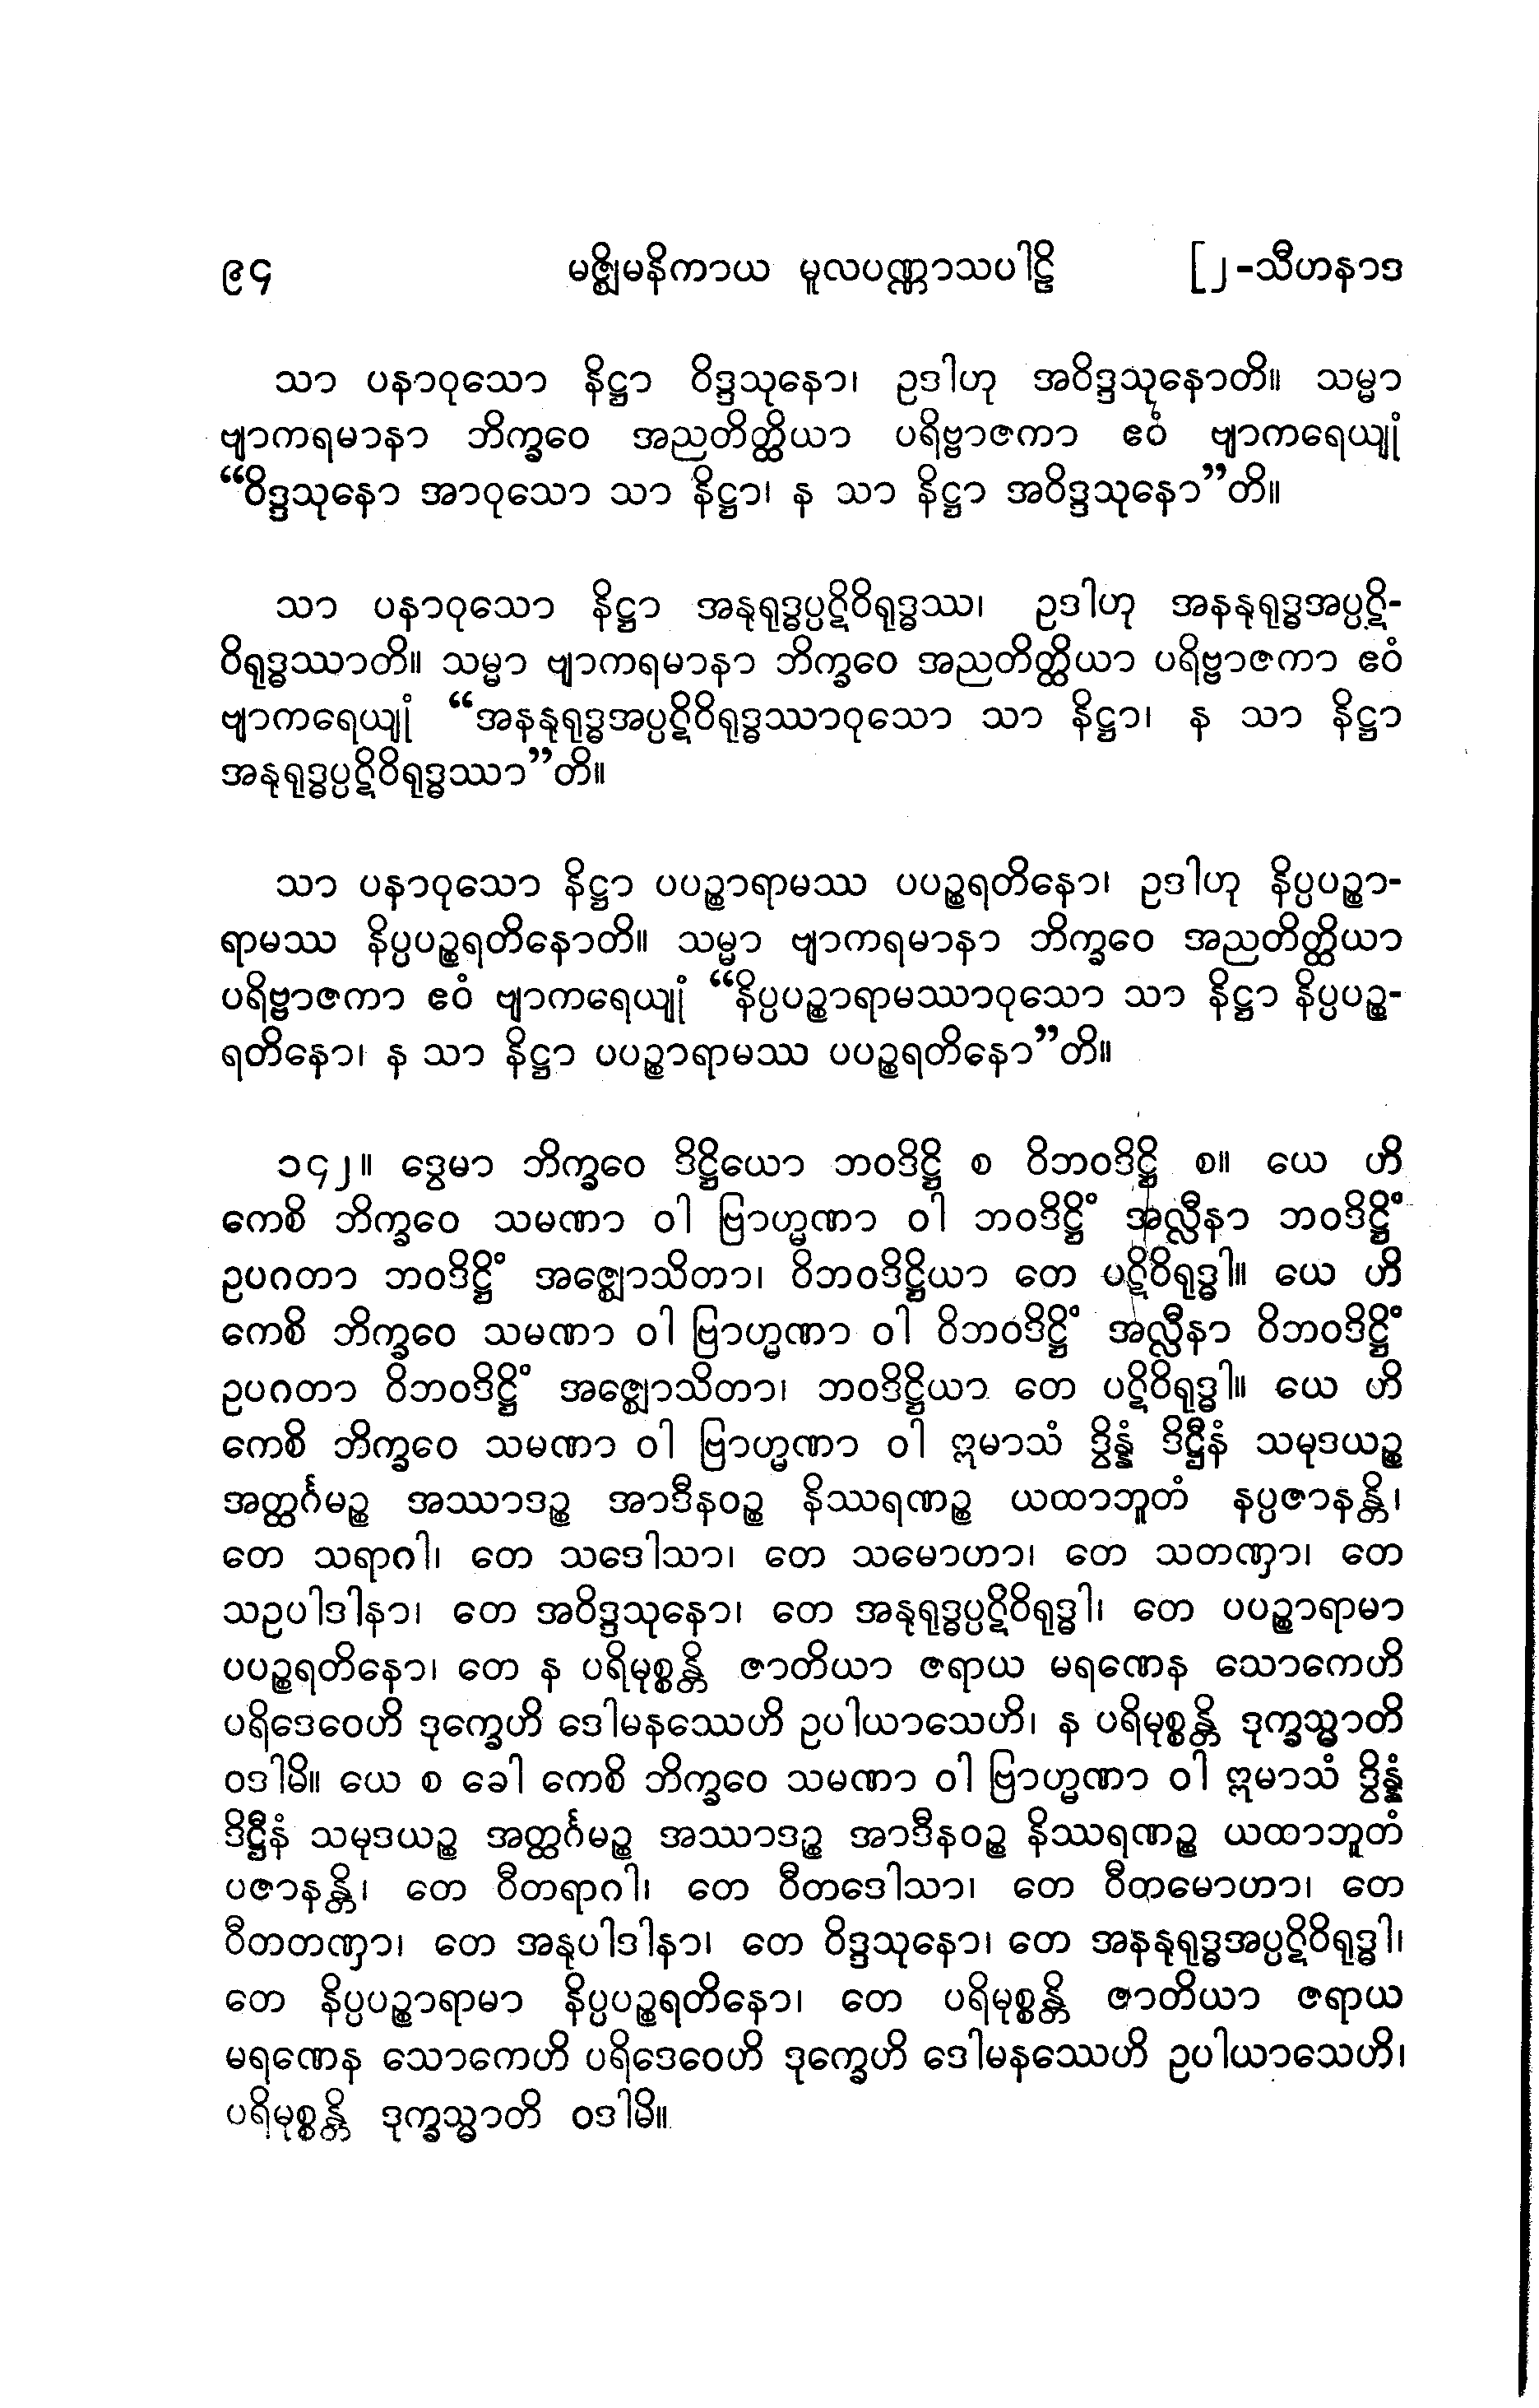 ၉၄ မဇ္ဈိမနိကာယ မူလပဏ္ဏာသပါဠိ [၂-သီဟနာဒ
သာ ပနာဝုသော နိဋ္ဌာ ဝိဒ္ဒသုနော၊ ဥဒါဟု အဝိဒ္ဒသုနောတိ။ သမ္မာ
ဗျာကရမာနာ ဘိက္ခဝေ အညတိတ္ထိယာ ပရိဗ္ဗာဇကာ ဧဝံ ဗျာကရေယျုံ
“ဝိဒ္ဒသုနော အာဝုသော သာ နိဋ္ဌာ၊ န သာ နိဋ္ဌာ အဝိဒ္ဒသုနော”တိ။
သာ ပနာဝုသော နိဋ္ဌာ အနုရုဒ္ဓပ္ပဋိဝိရုဒ္ဓဿ၊ ဥဒါဟု အနနုရုဒ္ဓအပ္ပဋိ-
ဝိရုဒ္ဓဿာတိ။ သမ္မာ ဗျာကရမာနာ ဘိက္ခဝေ အညတိတ္ထိယာ ပရိဗ္ဗာဇကာ ဧဝံ
ဗျာကရေယျုံ “အနနုရုဒ္ဓအပ္ပဋိဝိရုဒ္ဓဿာဝုသော သာ နိဋ္ဌာ၊ န သာ နိဋ္ဌာ
အနုရုဒ္ဓပ္ပဋိဝိရုဒ္ဓဿာ”တိ။
သာ ပနာဝုသော နိဋ္ဌာ ပပဉ္စာရာမဿ ပပဉ္စရတိနော၊ ဥဒါဟု နိပ္ပပဉ္စာ-
ရာမဿ နိပ္ပပဉ္စရတိနောတိ။ သမ္မာ ဗျာကရမာနာ ဘိက္ခဝေ အညတိတ္ထိယာ
ပရိဗ္ဗာဇကာ ဧဝံ ဗျာကရေယျုံ “နိပ္ပပဉ္စာရာမဿာဝုသော သာ နိဋ္ဌာ နိပ္ပပဉ္စ-
ရတိနော၊ န သာ နိဋ္ဌာ ပပဉ္စာရာမဿ ပပဉ္စရတိနော”တိ။
၁၄၂။ ဒွေမာ ဘိက္ခဝေ ဒိဋ္ဌိယော ဘဝဒိဋ္ဌိ စ ဝိဘဝဒိဋ္ဌိ စ။ ယေ ဟိ
ကေစိ ဘိက္ခဝေ သမဏာ ဝါ ဗြာဟ္မဏာ ဝါ ဘဝဒိဋ္ဌိံ အလ္လီနာ ဘဝဒိဋ္ဌိံ
ဥပဂတာ ဘဝဒိဋ္ဌိံ အဇ္ဈောသိတာ၊ ဝိဘဝဒိဋ္ဌိယာ တေ ပဋိဝိရုဒ္ဓါ။ ယေ ဟိ
ကေစိ ဘိက္ခဝေ သမဏာ ဝါ ဗြာဟ္မဏာ ဝါ ဝိဘဝဒိဋ္ဌိံ အလ္လီနာ ဝိဘဝဒိဋ္ဌိံ
ဥပဂတာ ဝိဘဝဒိဋ္ဌိံ အဇ္ဈောသိတာ၊ ဘဝဒိဋ္ဌိယာ တေ ပဋိဝိရုဒ္ဓါ။ ယေ ဟိ
ကေစိ ဘိက္ခဝေ သမဏာ ဝါ ဗြာဟ္မဏာ ဝါ ဣမာသံ ဒွိန္နံ ဒိဋ္ဌီနံ သမုဒယဉ္စ
အတ္ထင်္ဂမဉ္စ အဿာဒဉ္စ အာဒီနဝဉ္စ နိဿရဏဉ္စ ယထာဘူတံ နပ္ပဇာနန္တိ၊
တေ သရာဂါ၊ တေ သဒေါသာ၊ တေ သမောဟာ၊ တေ သတဏှာ၊ တေ
သဥပါဒါနာ၊ တေ အဝိဒ္ဒသုနော၊ တေ အနုရုဒ္ဓပ္ပဋိဝိရုဒ္ဓါ၊ တေ ပပဉ္စာရာမာ
ပပဉ္စရတိနော၊ တေ န ပရိမုစ္စန္တိ ဇာတိယာ ဇရာယ မရဏေန သောကေဟိ
ပရိဒေဝေဟိ ဒုက္ခေဟိ ဒေါမနဿေဟိ ဥပါယာသေဟိ၊ န ပရိမုစ္စန္တိ ဒုက္ခသ္မာတိ
ဝဒါမိ။ ယေ စ ခေါ ကေစိ ဘိက္ခဝေ သမဏာ ဝါ ဗြာဟ္မဏာ ဝါ ဣမာသံ ဒွိန္နံ
ဒိဋ္ဌီနံ သမုဒယဉ္စ အတ္ထင်္ဂမဉ္စ အဿာဒဉ္စ အာဒီနဝဉ္စ နိဿရဏဉ္စ ယထာဘူတံ
ပဇာနန္တိ၊ တေ ဝီတရာဂါ၊ တေ ဝီတဒေါသာ၊ တေ ဝီတမောဟာ၊ တေ
ဝီတတဏှာ၊ တေ အနုပါဒါနာ၊ တေ ဝိဒ္ဒသုနော၊ တေ အနနုရုဒ္ဓအပ္ပဋိဝိရုဒ္ဓါ၊
တေ နိပ္ပပဉ္စာရာမာ နိပ္ပပဉ္စရတိနော၊ တေ ပရိမုစ္စန္တိ ဇာတိယာ ဇရာယ
မရဏေန သောကေဟိ ပရိဒေဝေဟိ ဒုက္ခေဟိ ဒေါမနဿေဟိ ဥပါယာသေဟိ၊
ပရိမုစ္စန္တိ ဒုက္ခသ္မာတိ ဝဒါမိ။